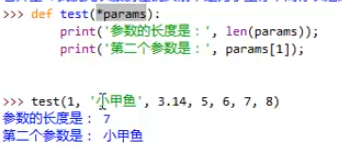 >>> def test(*params):
print('参数的长度是：', len(params));
print('第二个参数是：', params[1]);
>>> test(1, '小甲鱼', 3.14, 5, 6, 7, 8)
参数的长度是： 7
第二个参数是： 小甲鱼